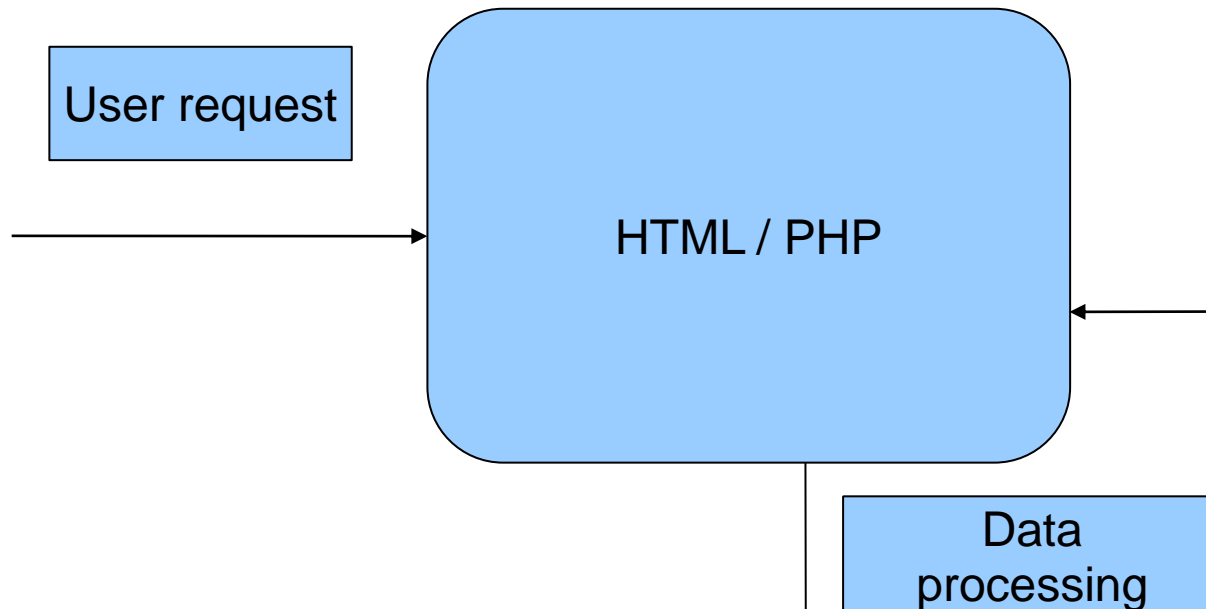 User request
HTML / PHP
Data
processing